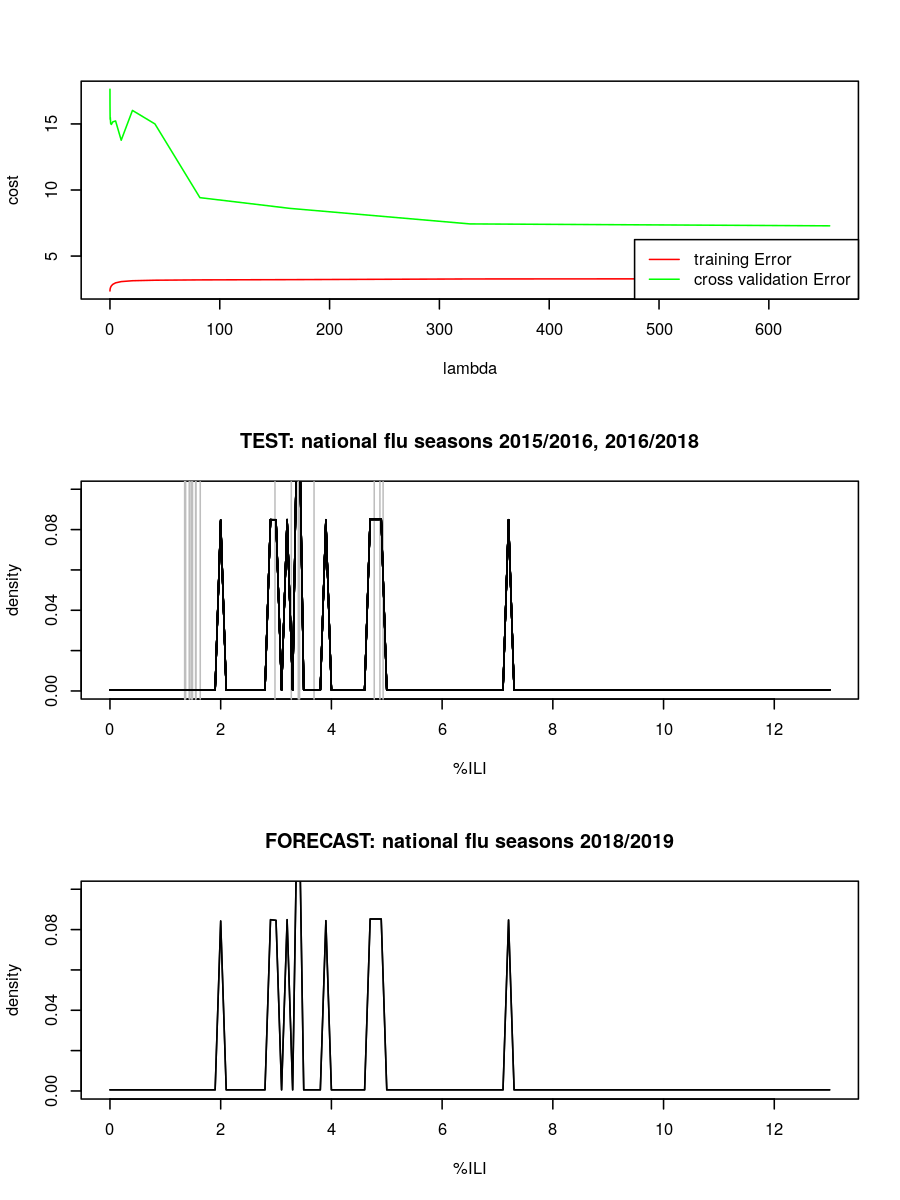 cost
15
10
5
training Error
cross validation Error
0 100 200 300 400 500 600
lambda
TEST: national flu seasons 2015/2016, 2016/2018
density
0.08
0.04
0.00
0 2 4 6 8 10 12
%ILI
FORECAST: national flu seasons 2018/2019
density
0.08
0.04
0.00
0 2 4 6 8 10 12
%ILI